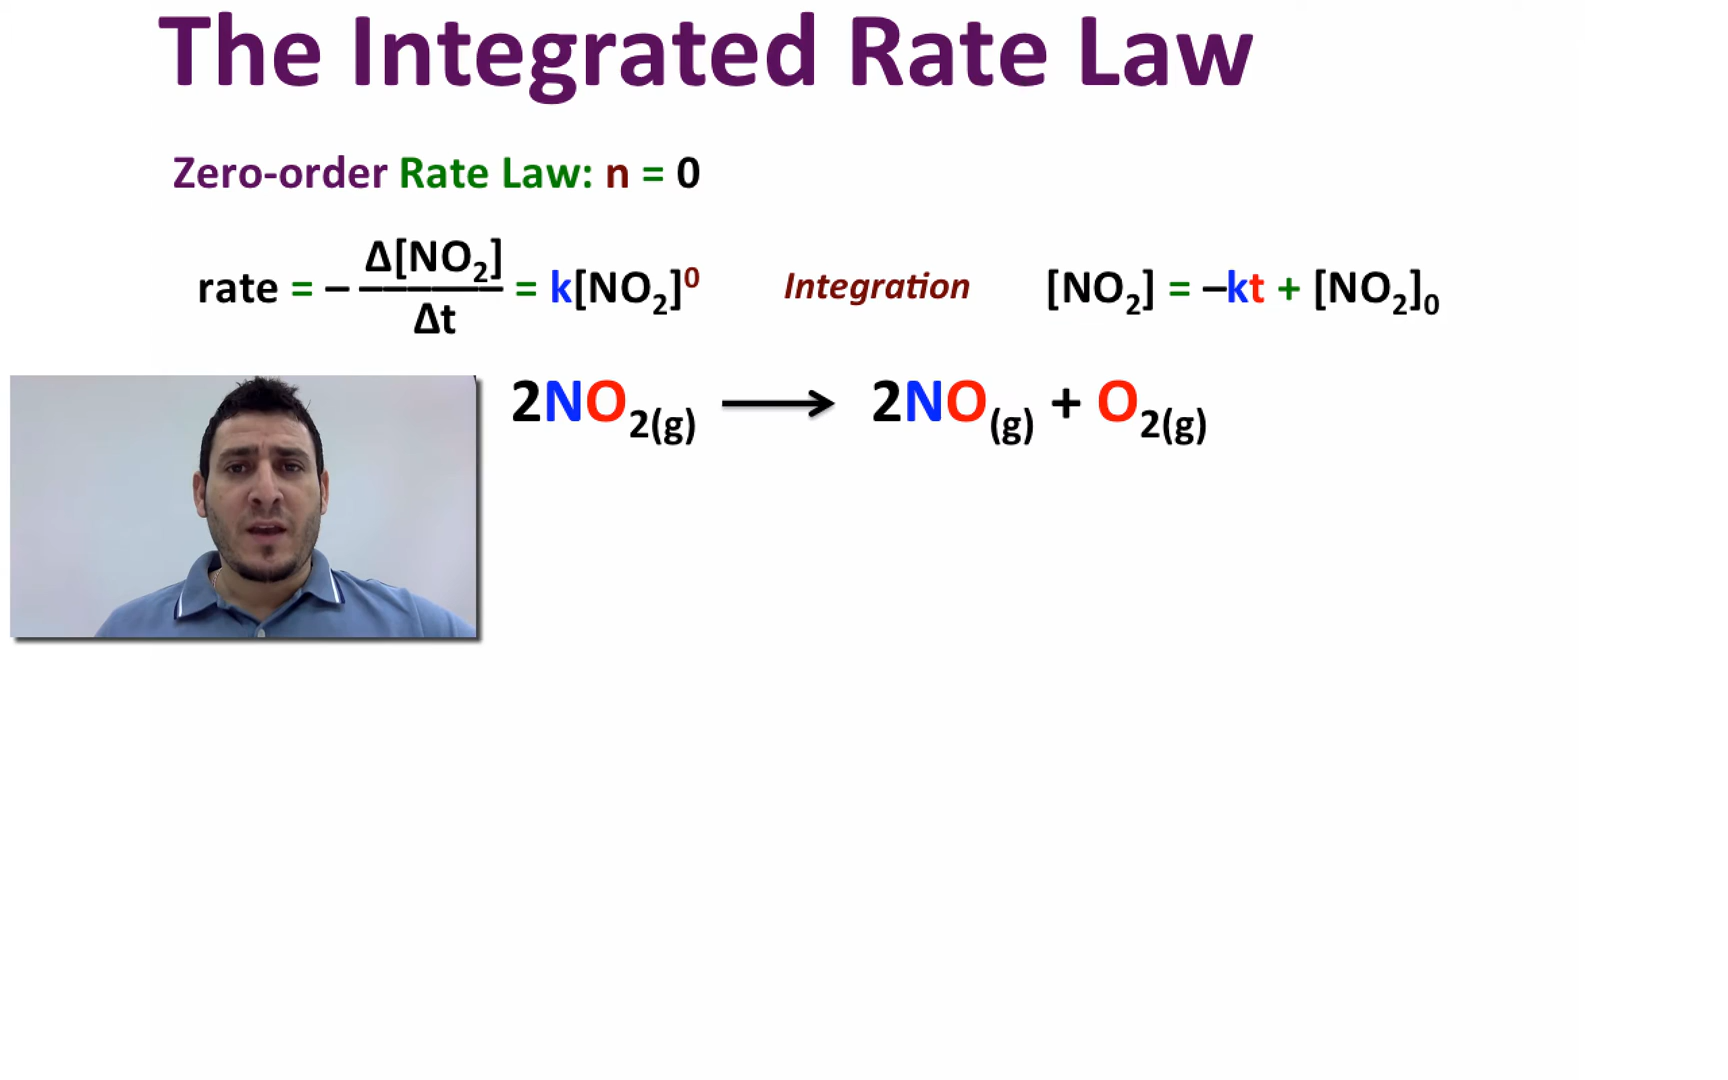 The Integrated Rate Law
Zero-order Rate Law: n = 0
rate = – Δ[NO₂] / Δt = k[NO₂]⁰ Integration [NO₂] = –kt + [NO₂]₀
2NO₂(g) ⟶ 2NO(g) + O₂(g)